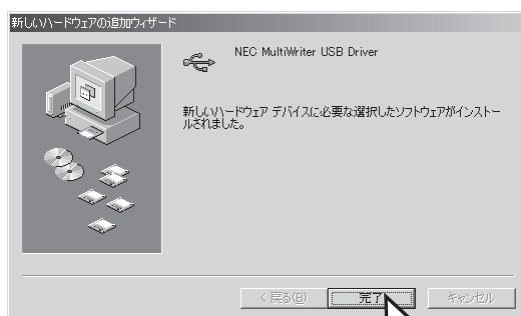 新しいハードウェアの追加ウィザード
NEC MultiWriter USB Driver
新しいハードウェア デバイスに必要な選択したソフトウェアがインストー
ルされました。
< 戻る(B)
完了
キャンセル